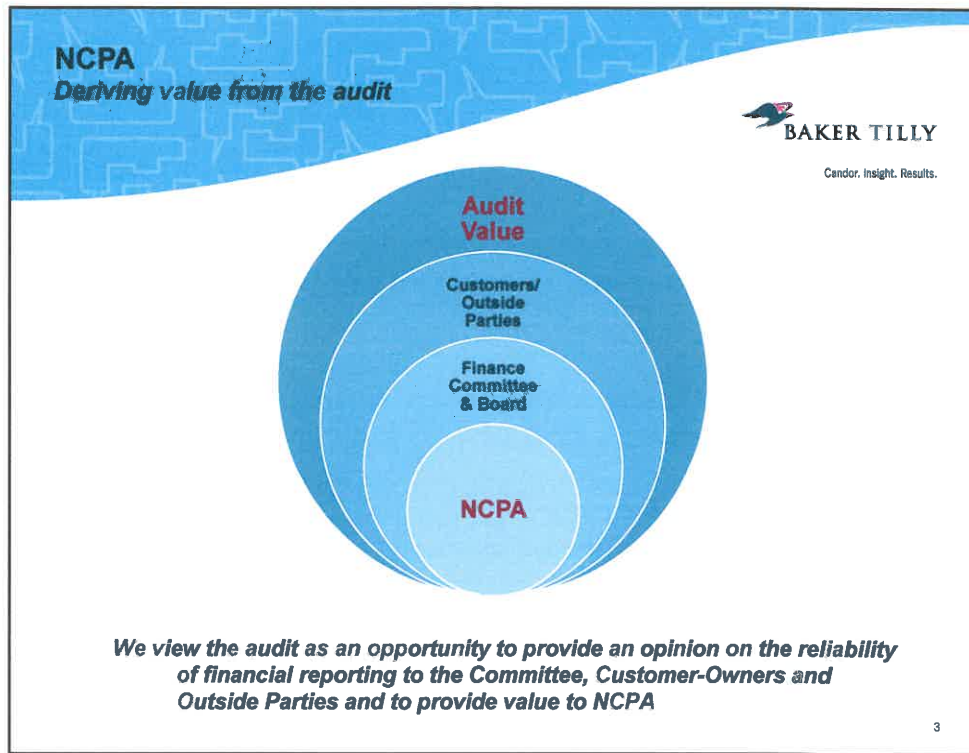 NCPA
Deriving value from the audit
BAKER TILLY
Candor. Insight. Results.
Audit
Value
Customers/
Outside
Parties
Finance
Committee
& Board
NCPA
We view the audit as an opportunity to provide an opinion on the reliability
of financial reporting to the Committee, Customer-Owners and
Outside Parties and to provide value to NCPA
3